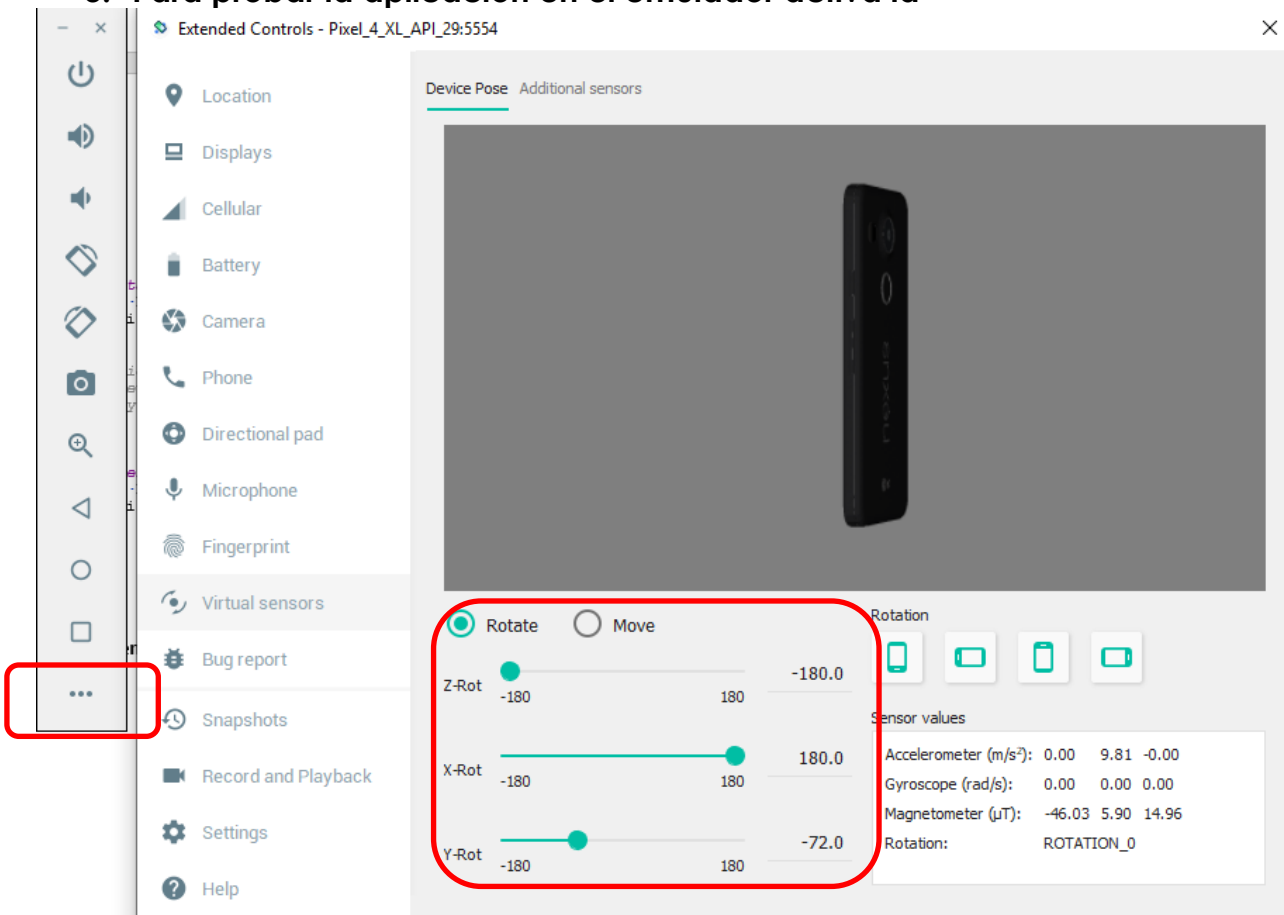 Extended Controls - Pixel_4_XL_API_29:5554
Location
Displays
Cellular
Battery
Camera
Phone
Directional pad
Microphone
Fingerprint
Virtual sensors
Bug report
Snapshots
Record and Playback
Settings
Help
Device Pose Additional sensors
nexus
Rotate Move
Z-Rot -180 180 -180.0
X-Rot -180 180 180.0
Y-Rot -180 180 -72.0
Rotation
Sensor values
Accelerometer (m/s²): 0.00 9.81 -0.00
Gyroscope (rad/s): 0.00 0.00 0.00
Magnetometer (µT): -46.03 5.90 14.96
Rotation: ROTATION_0